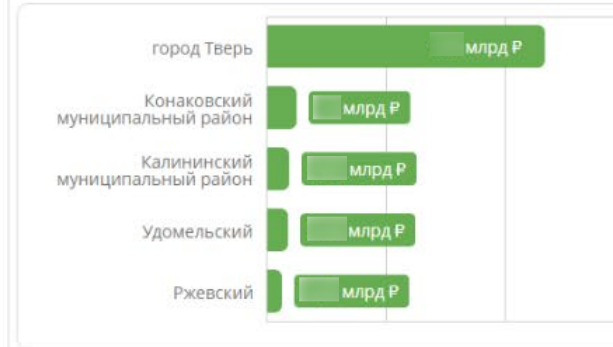 город Тверь
млрд ₽
Конаковский
муниципальный район
млрд ₽
Калининский
муниципальный район
млрд ₽
Удомельский
млрд ₽
Ржевский
млрд ₽